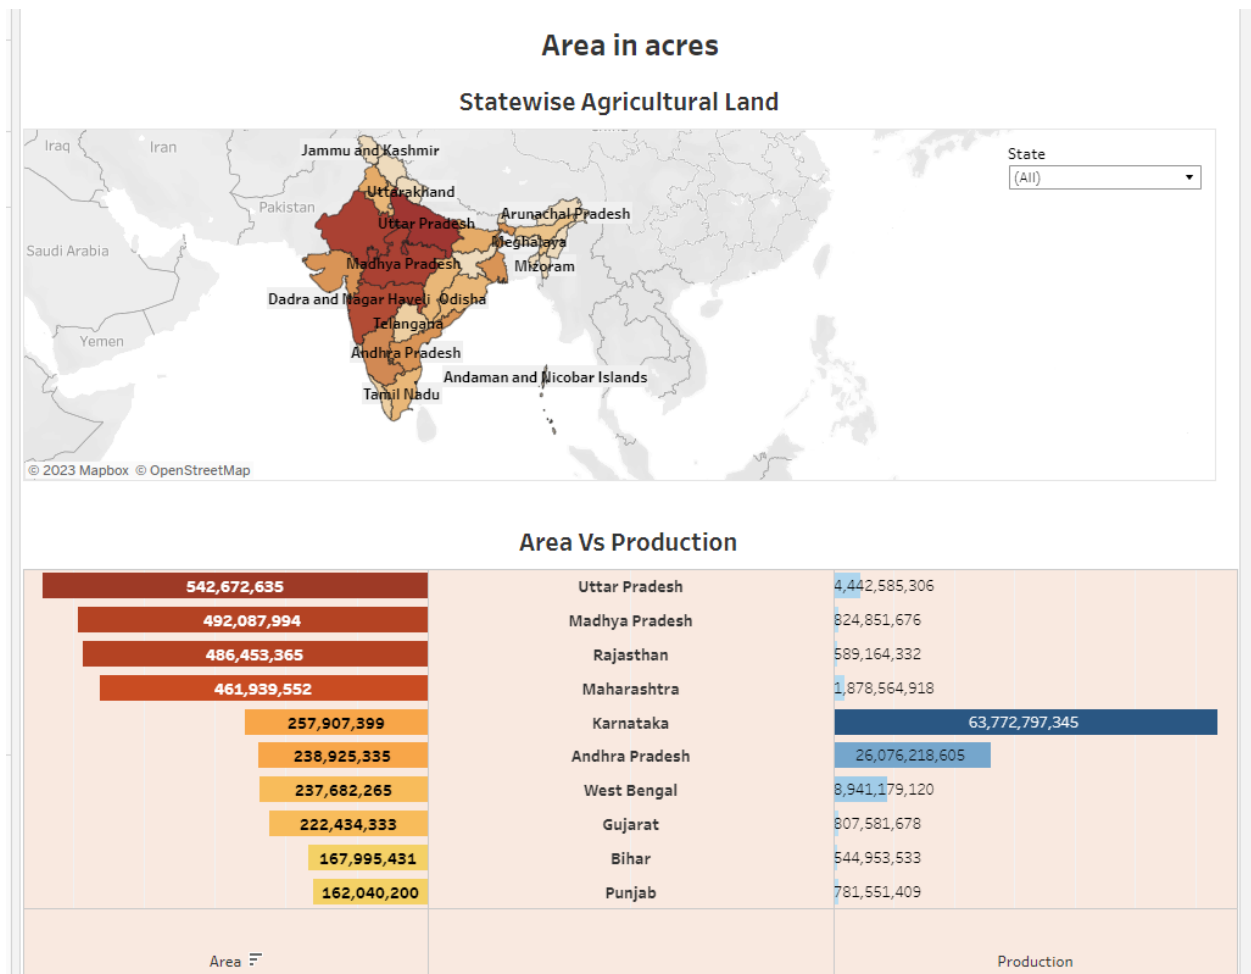 Area in acres
Statewise Agricultural Land
Iraq
Iran
Jammu and Kashmir
State
(All)
Uttarakhand
Pakistan
Arunachal Pradesh
Uttar Pradesh
Meghalaya
Saudi Arabia
Madhya Pradesh
Mizoram
Dadra and Nagar Haveli
Odisha
Telangana
Yemen
Andhra Pradesh
Andaman and Nicobar Islands
Tamil Nadu
© 2023 Mapbox © OpenStreetMap
Area Vs Production
542,672,635 Uttar Pradesh 4,442,585,306
492,087,994 Madhya Pradesh 824,851,676
486,453,365 Rajasthan 589,164,332
461,939,552 Maharashtra 1,878,564,918
257,907,399 Karnataka 63,772,797,345
238,925,335 Andhra Pradesh 26,076,218,605
237,682,265 West Bengal 8,941,179,120
222,434,333 Gujarat 807,581,678
167,995,431 Bihar 544,953,533
162,040,200 Punjab 781,551,409
Area Production